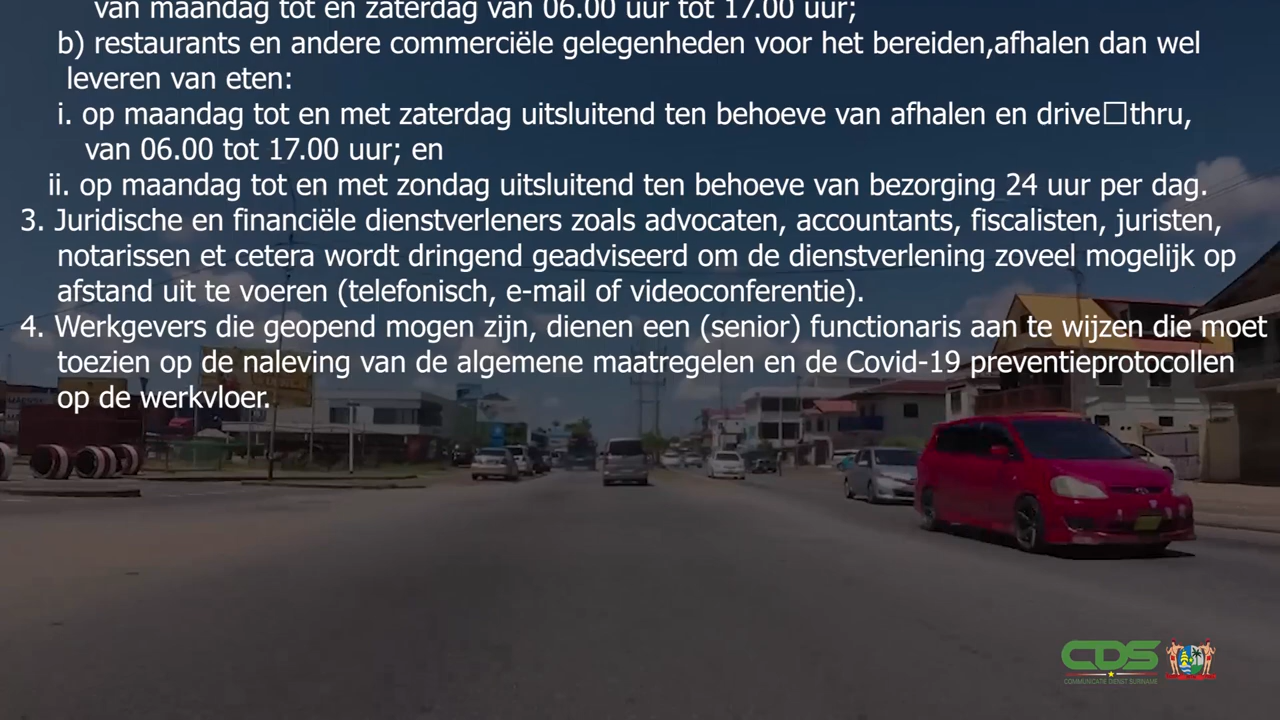 van maandag tot en zaterdag van 06.00 uur tot 17.00 uur;
b) restaurants en andere commerciële gelegenheden voor het bereiden,afhalen dan wel
leveren van eten:
i. op maandag tot en met zaterdag uitsluitend ten behoeve van afhalen en drive□thru,
van 06.00 tot 17.00 uur; en
ii. op maandag tot en met zondag uitsluitend ten behoeve van bezorging 24 uur per dag.
3. Juridische en financiële dienstverleners zoals advocaten, accountants, fiscalisten, juristen,
notarissen et cetera wordt dringend geadviseerd om de dienstverlening zoveel mogelijk op
afstand uit te voeren (telefonisch, e-mail of videoconferentie).
4. Werkgevers die geopend mogen zijn, dienen een (senior) functionaris aan te wijzen die moet
toezien op de naleving van de algemene maatregelen en de Covid-19 preventieprotocollen
op de werkvloer.
CDS
COMMUNICATIE DIENST SURINAME